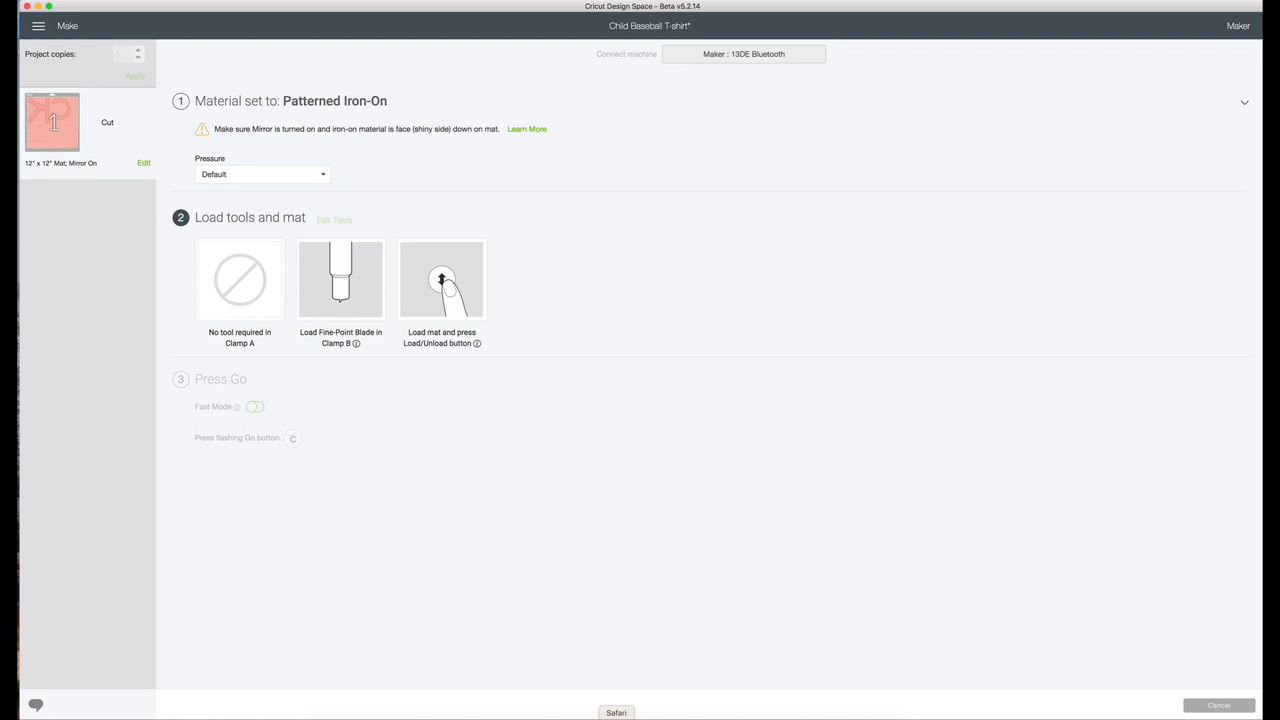 Cricut Design Space - Beta v5.2.14
Make
Child Baseball T-shirt*
Maker
Project copies:
1
Apply
Connect machine
Maker : 13DE Bluetooth
1
Cut
12" x 12" Mat; Mirror On
Edit
1 Material set to: Patterned Iron-On
Make sure Mirror is turned on and iron-on material is face (shiny side) down on mat. Learn More
Pressure
Default
2 Load tools and mat Edit Tools
No tool required in
Clamp A
Load Fine-Point Blade in
Clamp B
Load mat and press
Load/Unload button
3 Press Go
Fast Mode
Press flashing Go button. C
Cancel
Safari